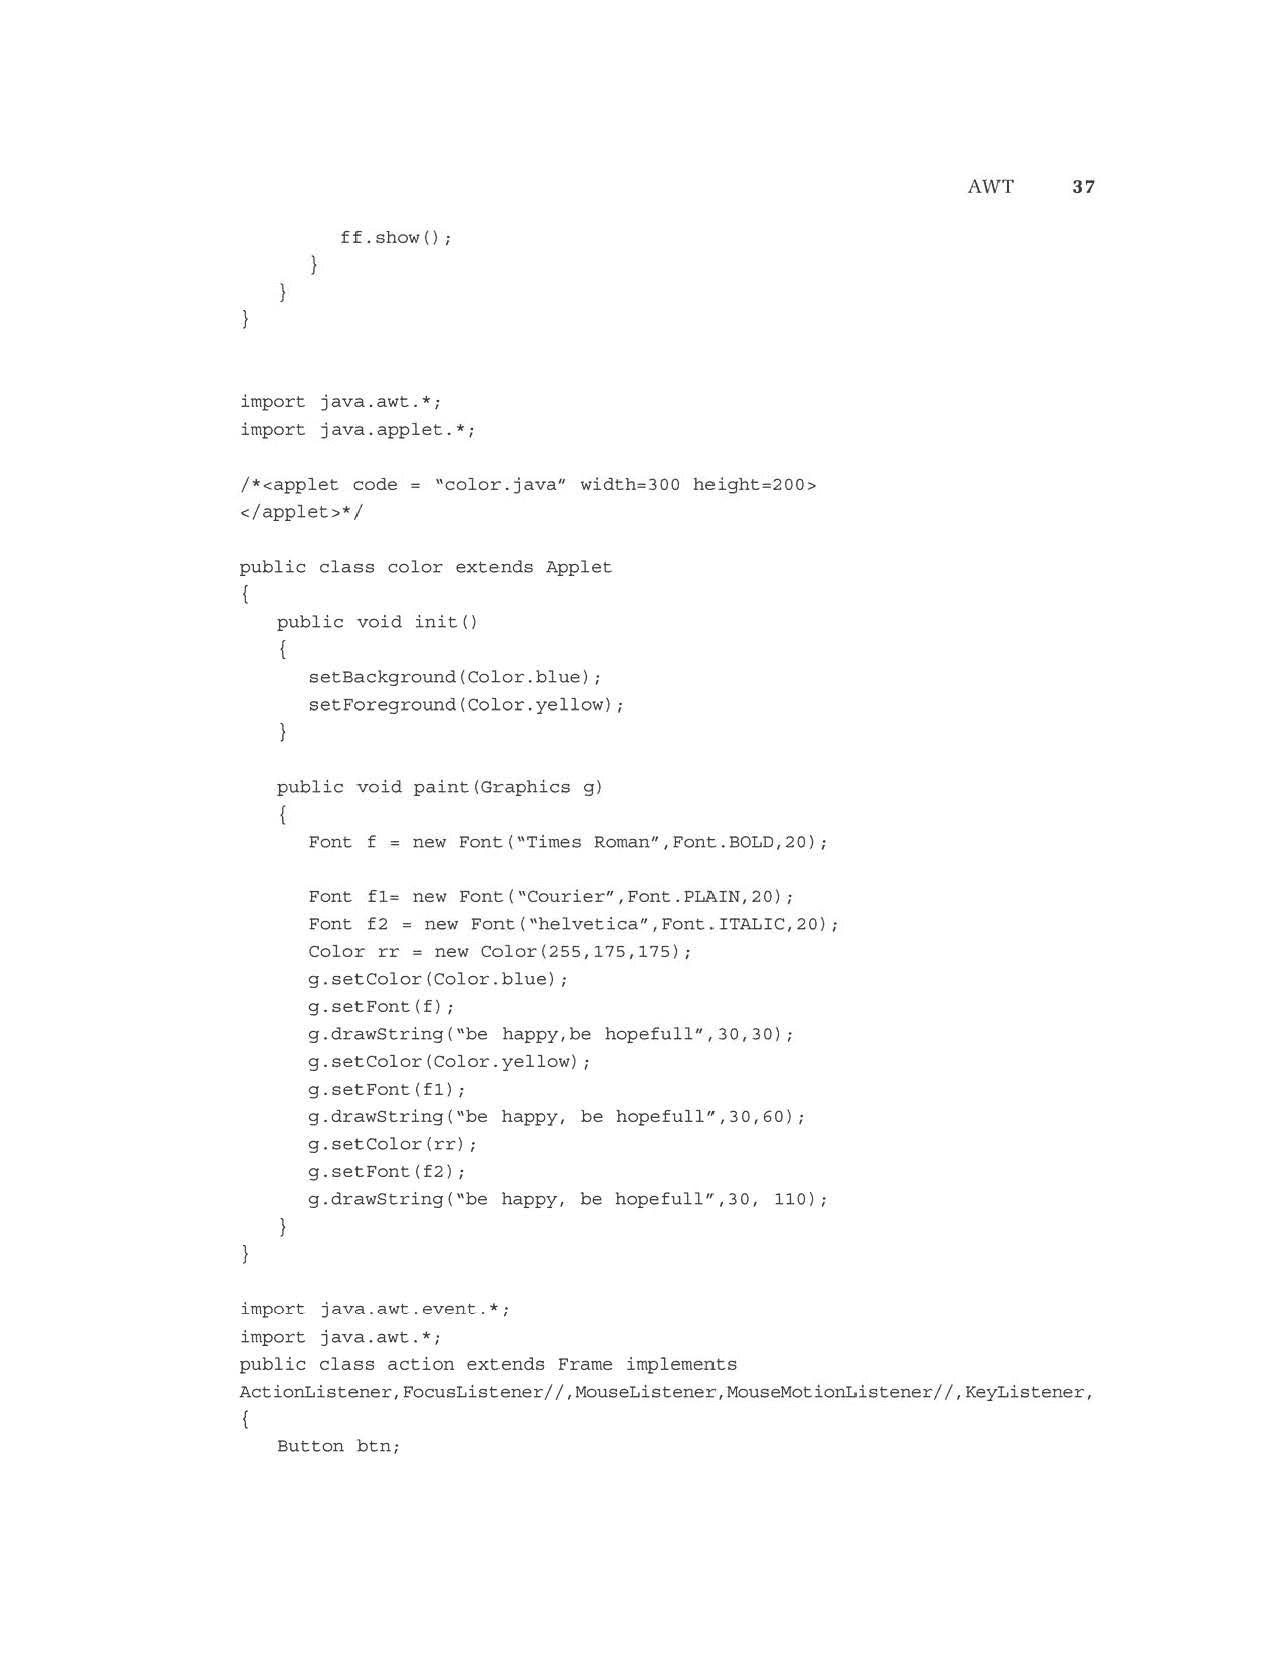 AWT 37
ff.show();
}
}
}
import java.awt.*;
import java.applet.*;
/*<applet code = “color.java” width=300 height=200>
</applet>*/
public class color extends Applet
{
public void init()
{
setBackground(Color.blue);
setForeground(Color.yellow);
}
public void paint(Graphics g)
{
Font f = new Font(“Times Roman”,Font.BOLD,20);
Font f1= new Font(“Courier”,Font.PLAIN,20);
Font f2 = new Font(“helvetica”,Font.ITALIC,20);
Color rr = new Color(255,175,175);
g.setColor(Color.blue);
g.setFont(f);
g.drawString(“be happy,be hopefull”,30,30);
g.setColor(Color.yellow);
g.setFont(f1);
g.drawString(“be happy, be hopefull”,30,60);
g.setColor(rr);
g.setFont(f2);
g.drawString(“be happy, be hopefull”,30, 110);
}
}
import java.awt.event.*;
import java.awt.*;
public class action extends Frame implements
ActionListener,FocusListener//,MouseListener,MouseMotionListener//,KeyListener,
{
Button btn;